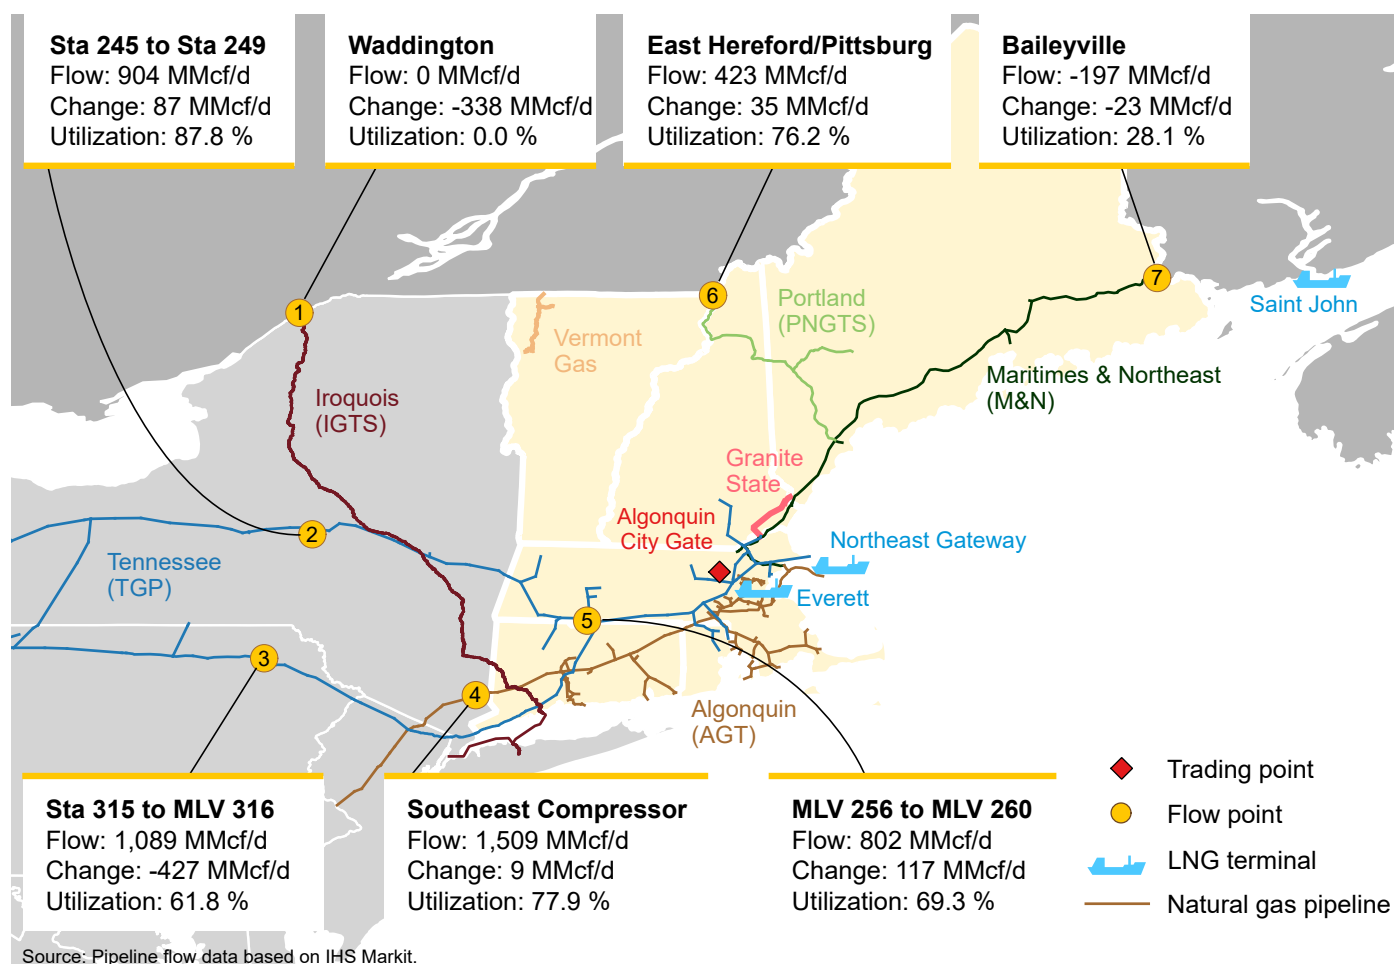 Sta 245 to Sta 249
Flow: 904 MMcf/d
Change: 87 MMcf/d
Utilization: 87.8 %
Waddington
Flow: 0 MMcf/d
Change: -338 MMcf/d
Utilization: 0.0 %
East Hereford/Pittsburg
Flow: 423 MMcf/d
Change: 35 MMcf/d
Utilization: 76.2 %
Baileyville
Flow: -197 MMcf/d
Change: -23 MMcf/d
Utilization: 28.1 %
7
6
1
Saint John
Portland
(PNGTS)
Vermont
Gas
Maritimes & Northeast
(M&N)
Iroquois
(IGTS)
Granite
State
Algonquin
City Gate
2
Northeast Gateway
Tennessee
(TGP)
Everett
5
3
4
Algonquin
(AGT)
Sta 315 to MLV 316
Flow: 1,089 MMcf/d
Change: -427 MMcf/d
Utilization: 61.8 %
Southeast Compressor
Flow: 1,509 MMcf/d
Change: 9 MMcf/d
Utilization: 77.9 %
MLV 256 to MLV 260
Flow: 802 MMcf/d
Change: 117 MMcf/d
Utilization: 69.3 %
Trading point
Flow point
LNG terminal
Natural gas pipeline
Source: Pipeline flow data based on IHS Markit.